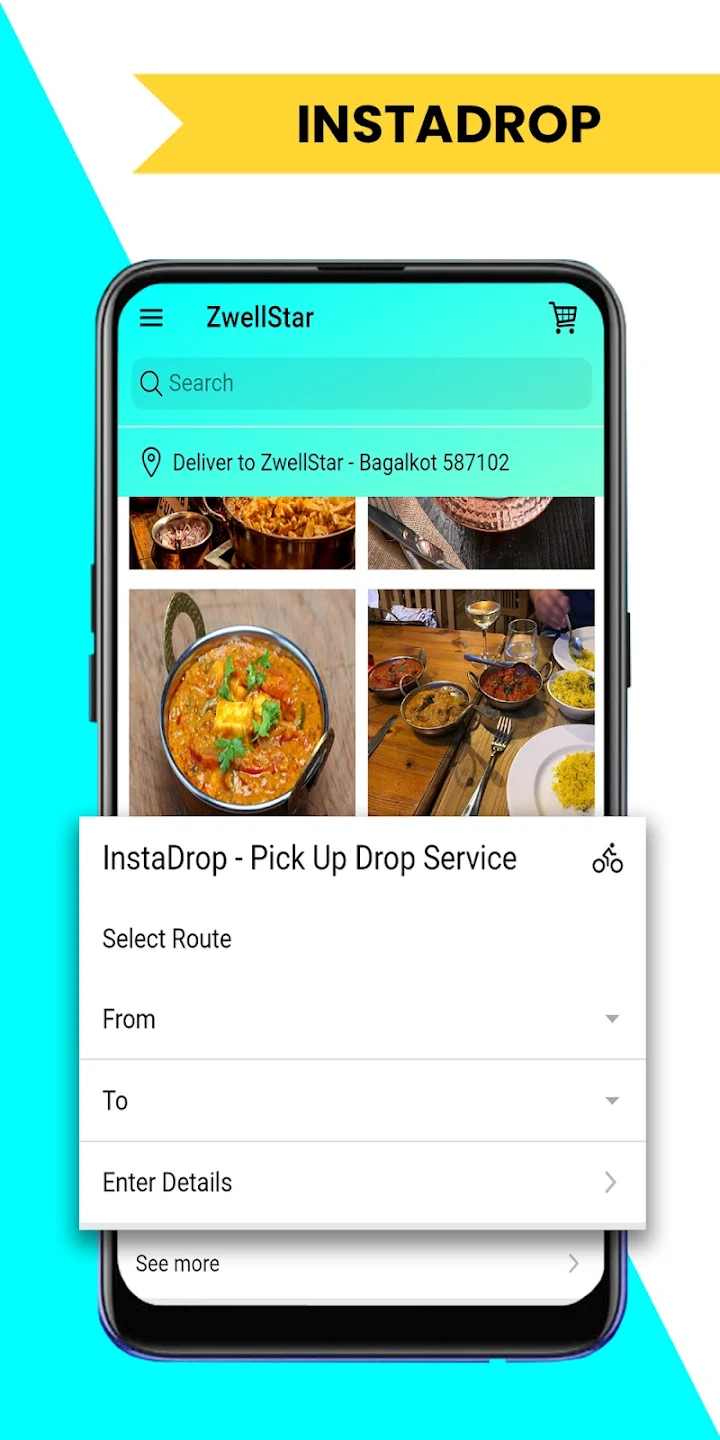 INSTADROP
ZwellStar
Search
Deliver to ZwellStar - Bagalkot 587102
InstaDrop - Pick Up Drop Service
Select Route
From
To
Enter Details
See more